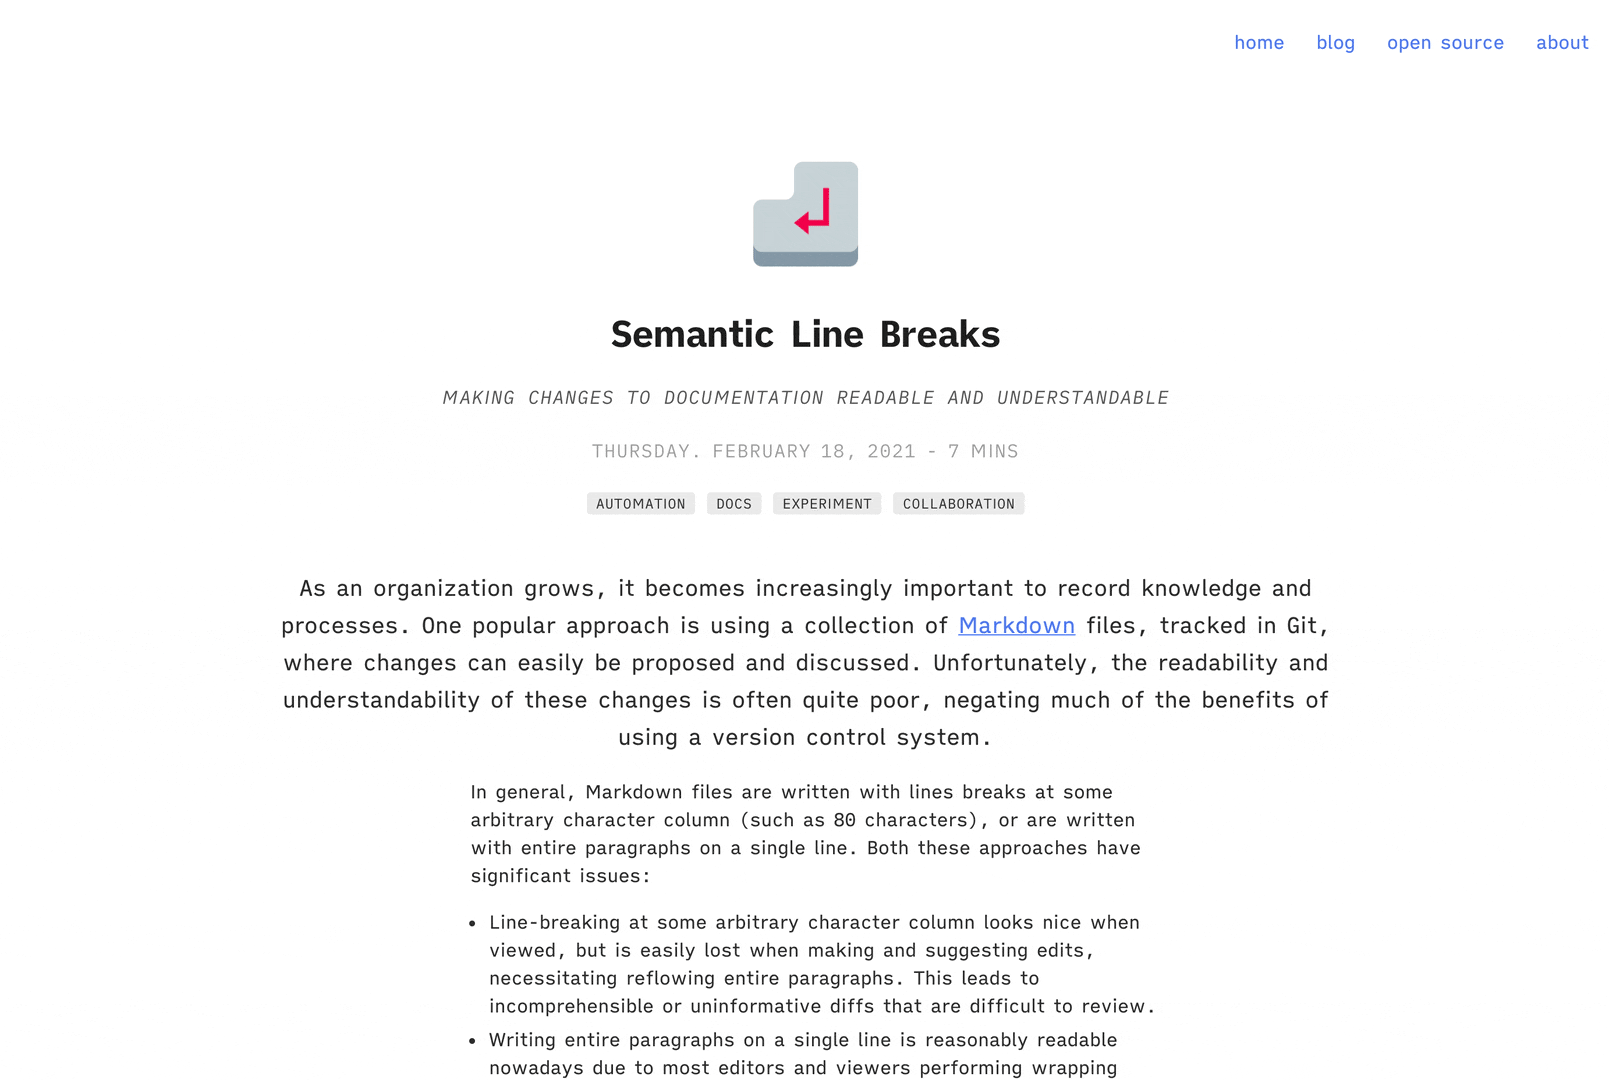 home blog open source about
Semantic Line Breaks
MAKING CHANGES TO DOCUMENTATION READABLE AND UNDERSTANDABLE
THURSDAY. FEBRUARY 18, 2021 - 7 MINS
AUTOMATION DOCS EXPERIMENT COLLABORATION
As an organization grows, it becomes increasingly important to record knowledge and
processes. One popular approach is using a collection of Markdown files, tracked in Git,
where changes can easily be proposed and discussed. Unfortunately, the readability and
understandability of these changes is often quite poor, negating much of the benefits of
using a version control system.
In general, Markdown files are written with lines breaks at some
arbitrary character column (such as 80 characters), or are written
with entire paragraphs on a single line. Both these approaches have
significant issues:
• Line-breaking at some arbitrary character column looks nice when
viewed, but is easily lost when making and suggesting edits,
necessitating reflowing entire paragraphs. This leads to
incomprehensible or uninformative diffs that are difficult to review.
• Writing entire paragraphs on a single line is reasonably readable
nowadays due to most editors and viewers performing wrapping